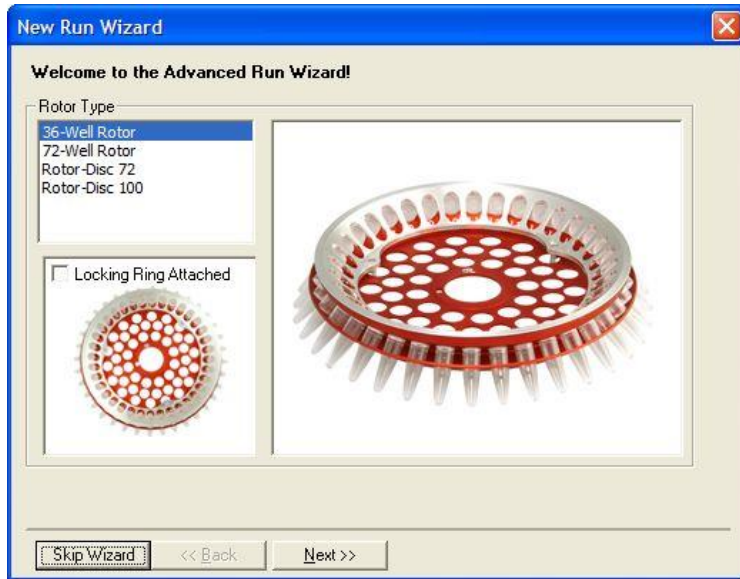 New Run Wizard
Welcome to the Advanced Run Wizard!
Rotor Type
36-Well Rotor
72-Well Rotor
Rotor-Disc 72
Rotor-Disc 100
Locking Ring Attached
Skip Wizard
<< Back
Next >>